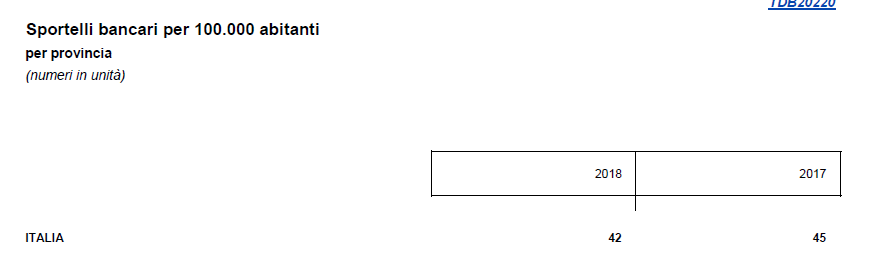 TDB20220
Sportelli bancari per 100.000 abitanti
per provincia
(numeri in unità)
2018 2017
ITALIA 42 45